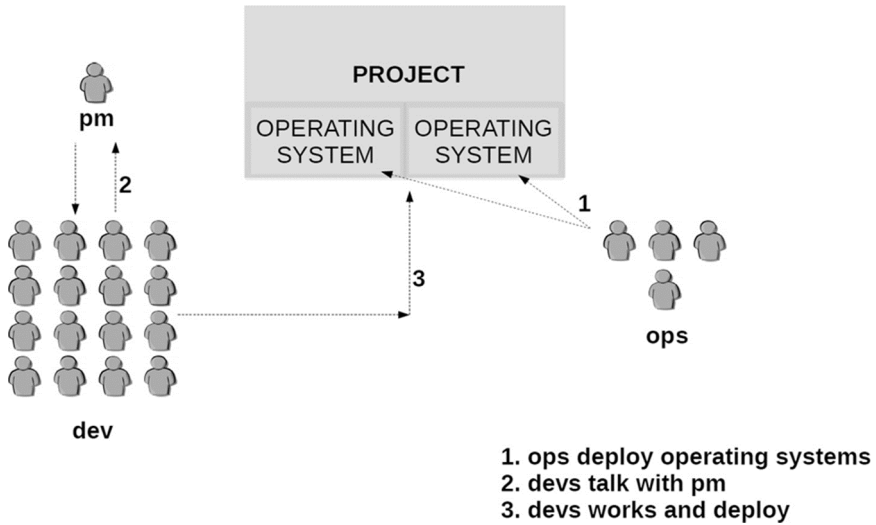 PROJECT
pm
OPERATING
SYSTEM
OPERATING
SYSTEM
2
1
3
ops
dev
1. ops deploy operating systems
2. devs talk with pm
3. devs works and deploy